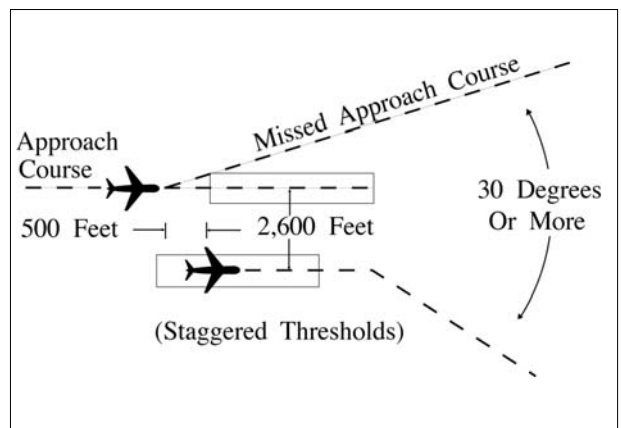 Missed Approach Course
Approach
Course
30 Degrees
Or More
500 Feet
2,600 Feet
(Staggered Thresholds)